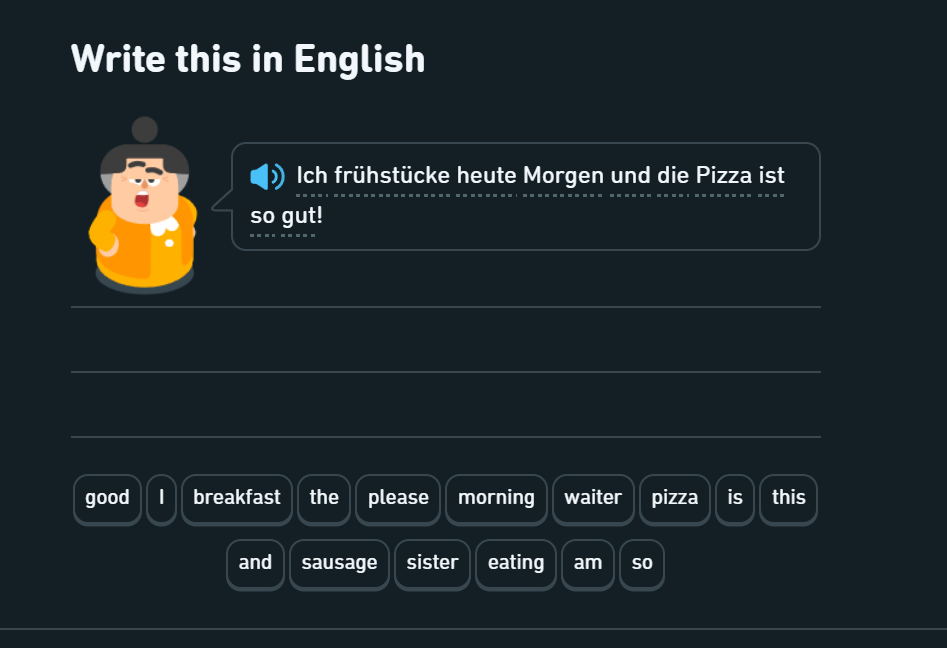 Write this in English
Ich frühstücke heute Morgen und die Pizza ist
so gut!
good I breakfast the please morning waiter pizza is this
and sausage sister eating am so